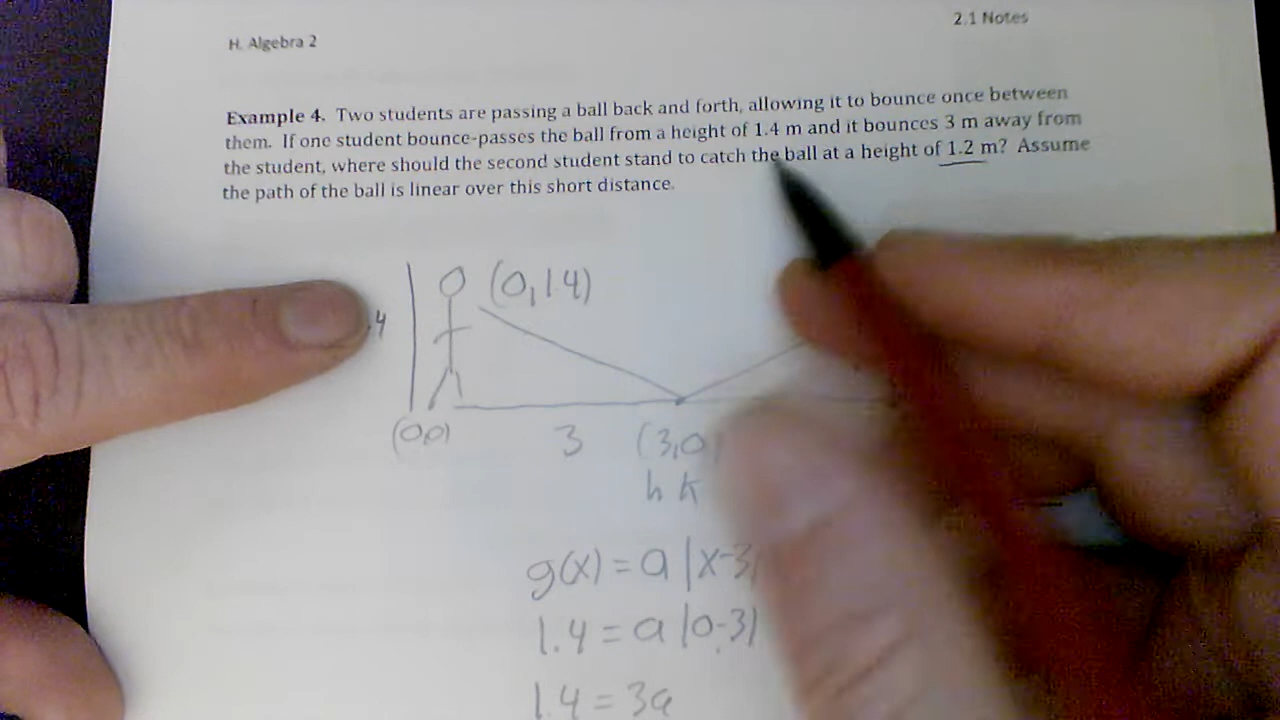 2.1 Notes
H. Algebra 2
Example 4. Two students are passing a ball back and forth, allowing it to bounce once between
them. If one student bounce-passes the ball from a height of 1.4 m and it bounces 3 m away from
the student, where should the second student stand to catch the ball at a height of 1.2 m? Assume
the path of the ball is linear over this short distance.
(0,1.4)
.4
(0,0) 3 (3,0
h k
g(x) = a |x-3|
1.4 = a |0-3|
1.4 = 3a